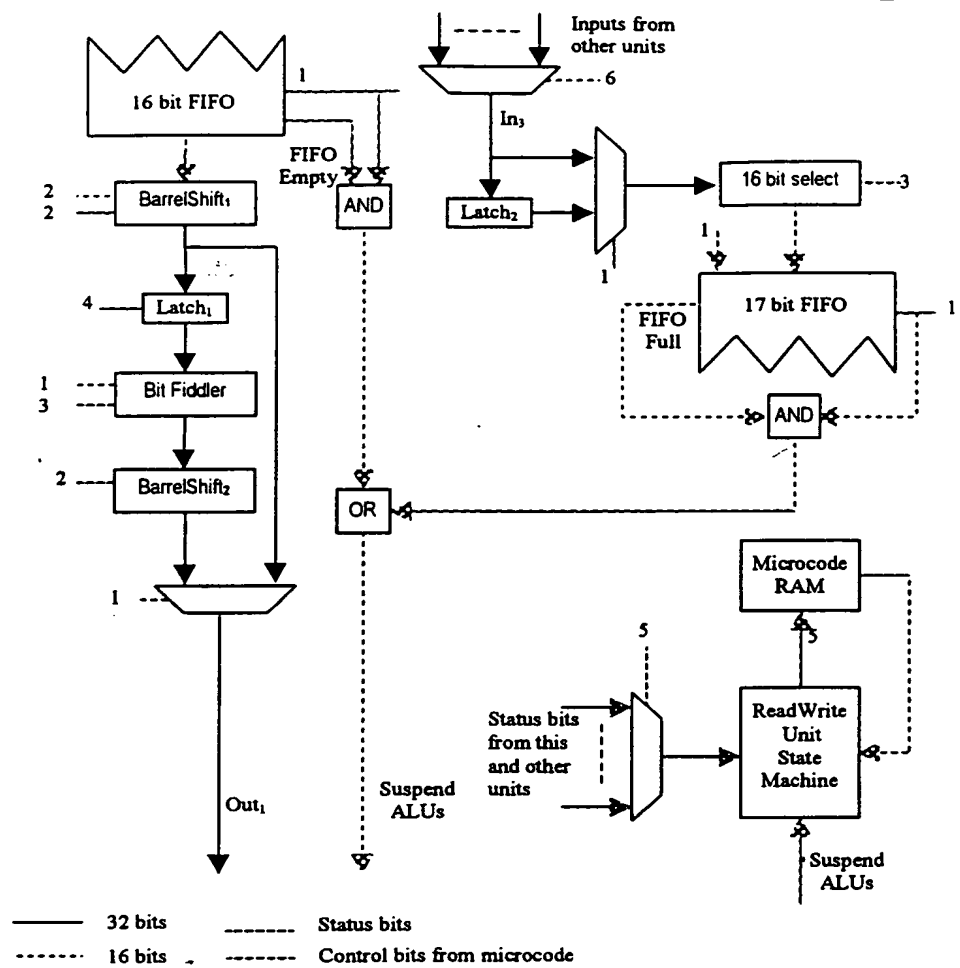 Inputs from
other units
6
1
16 bit FIFO
In₃
FIFO
Empty
AND
2
2
BarrelShift₁
Latch₂
16 bit select
3
1
1
4
Latch₁
17 bit FIFO
FIFO
Full
1
1
3
Bit Fiddler
AND
2
BarrelShift₂
OR
Microcode
RAM
1
5
5
Status bits
from this
and other
units
ReadWrite
Unit
State
Machine
Out₁
Suspend
ALUs
Suspend
ALUs
32 bits
Status bits
16 bits
Control bits from microcode